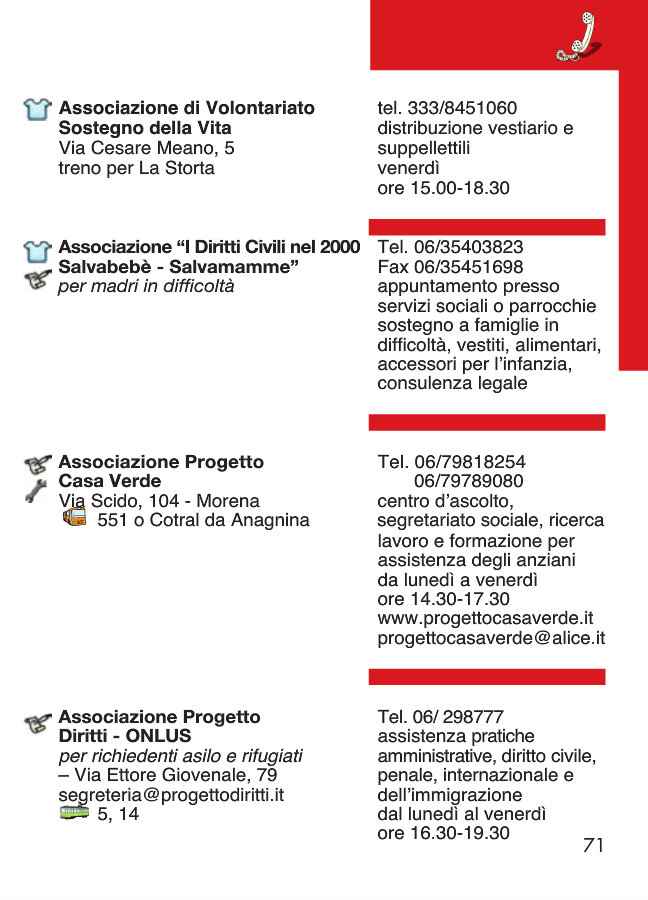 Associazione di Volontariato
Sostegno della Vita
Via Cesare Meano, 5
treno per La Storta
tel. 333/8451060
distribuzione vestiario e
suppellettili
venerdì
ore 15.00-18.30
Associazione “I Diritti Civili nel 2000
Salvabebè - Salvamamme”
per madri in difficoltà
Tel. 06/35403823
Fax 06/35451698
appuntamento presso
servizi sociali o parrocchie
sostegno a famiglie in
difficoltà, vestiti, alimentari,
accessori per l’infanzia,
consulenza legale
Associazione Progetto
Casa Verde
Via Scido, 104 - Morena
551 o Cotral da Anagnina
Tel. 06/79818254
06/79789080
centro d’ascolto,
segretariato sociale, ricerca
lavoro e formazione per
assistenza degli anziani
da lunedì a venerdì
ore 14.30-17.30
www.progettocasaverde.it
progettocasaverde@alice.it
Associazione Progetto
Diritti - ONLUS
per richiedenti asilo e rifugiati
– Via Ettore Giovenale, 79
segreteria@progettodiritti.it
5, 14
Tel. 06/ 298777
assistenza pratiche
amministrative, diritto civile,
penale, internazionale e
dell’immigrazione
dal lunedì al venerdì
ore 16.30-19.30
71